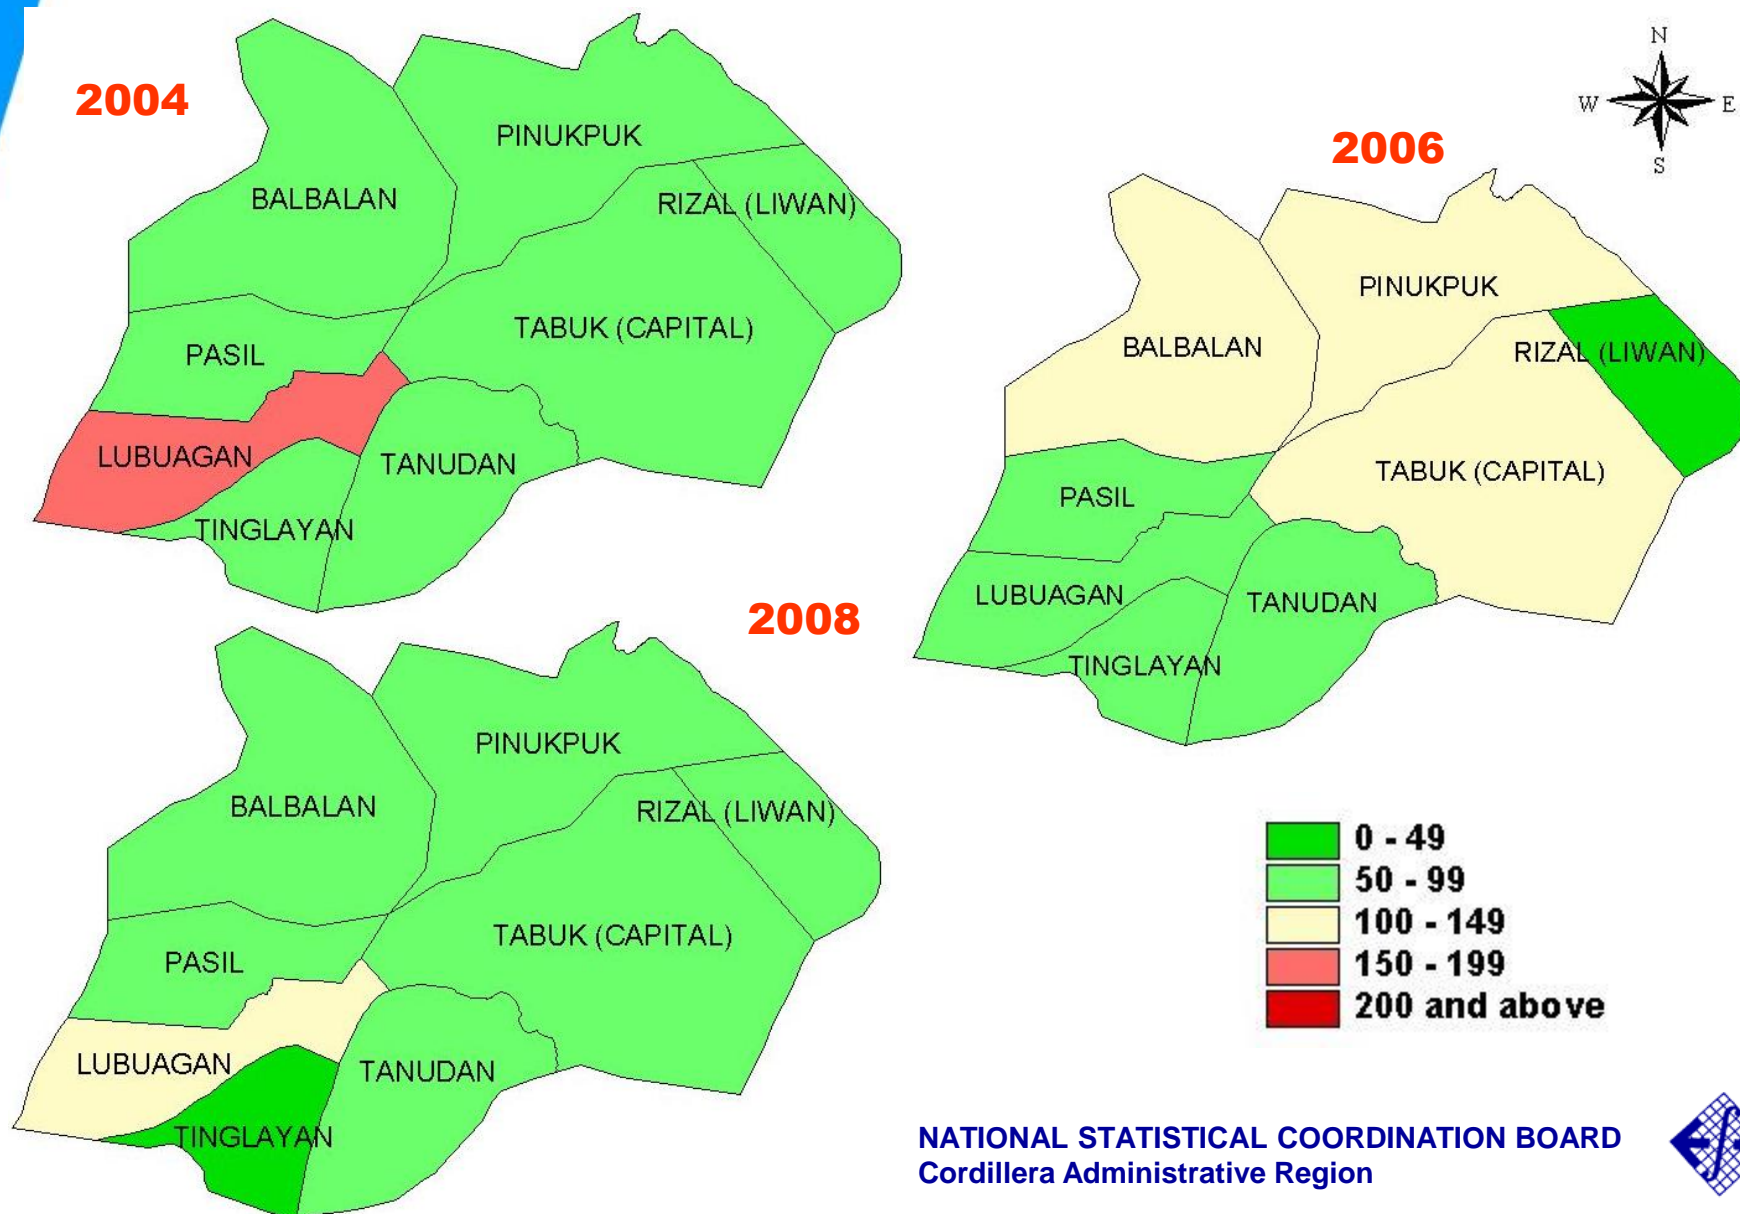 2004
PINUKPUK
BALBALAN
RIZAL (LIWAN)
TABUK (CAPITAL)
PASIL
LUBUAGAN
TANUDAN
TINGLAYAN
N
W E
S
2006
PINUKPUK
BALBALAN
RIZAL (LIWAN)
TABUK (CAPITAL)
PASIL
LUBUAGAN
TANUDAN
TINGLAYAN
2008
PINUKPUK
BALBALAN
RIZAL (LIWAN)
TABUK (CAPITAL)
PASIL
LUBUAGAN
TANUDAN
TINGLAYAN
0 - 49
50 - 99
100 - 149
150 - 199
200 and above
NATIONAL STATISTICAL COORDINATION BOARD
Cordillera Administrative Region